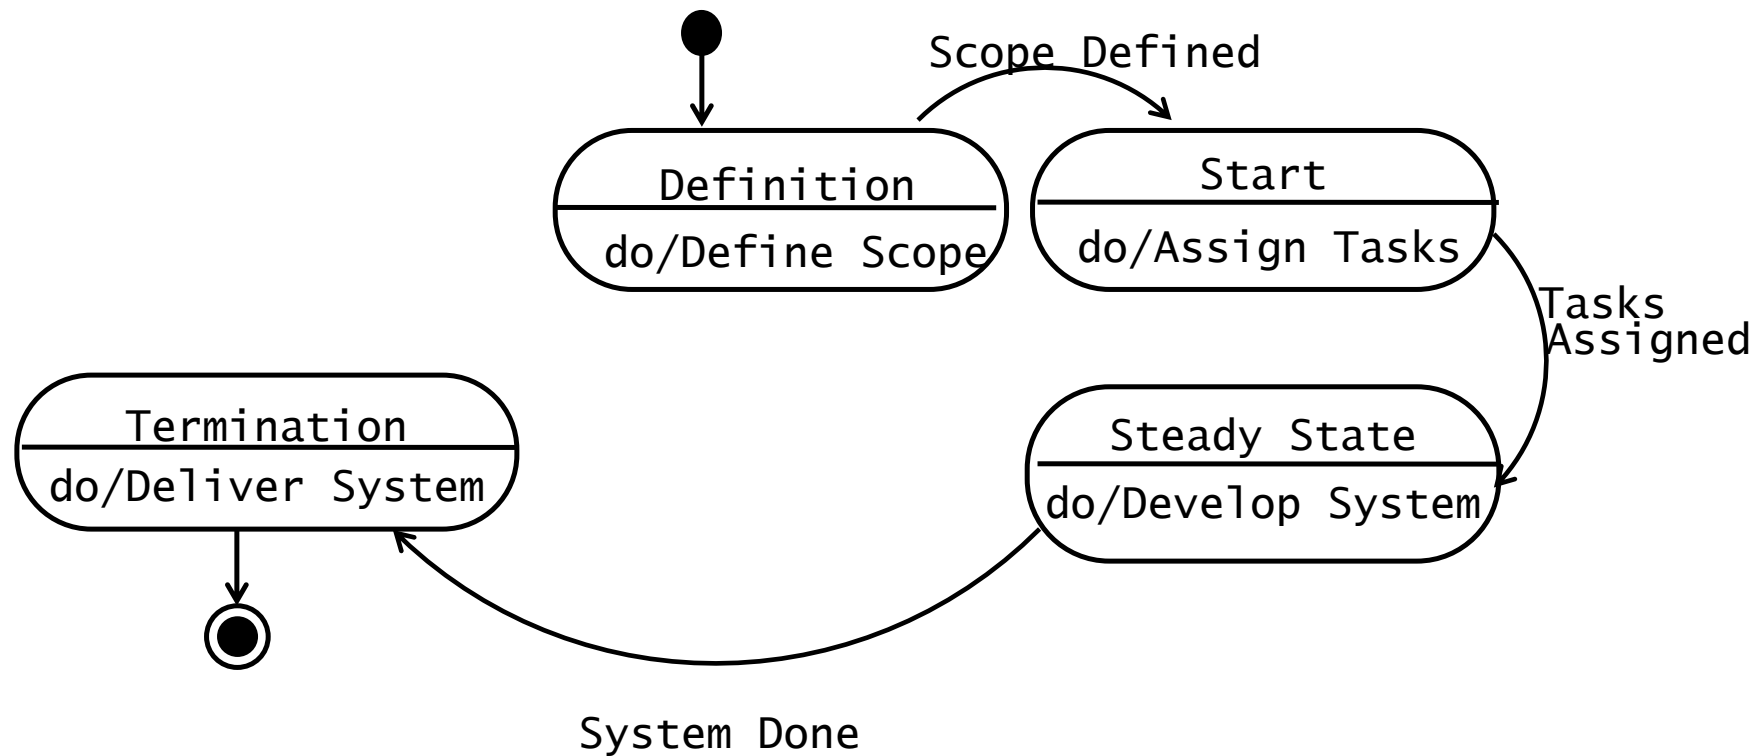 Scope Defined
Definition
do/Define Scope
Start
do/Assign Tasks
Tasks
Assigned
Termination
do/Deliver System
Steady State
do/Develop System
System Done